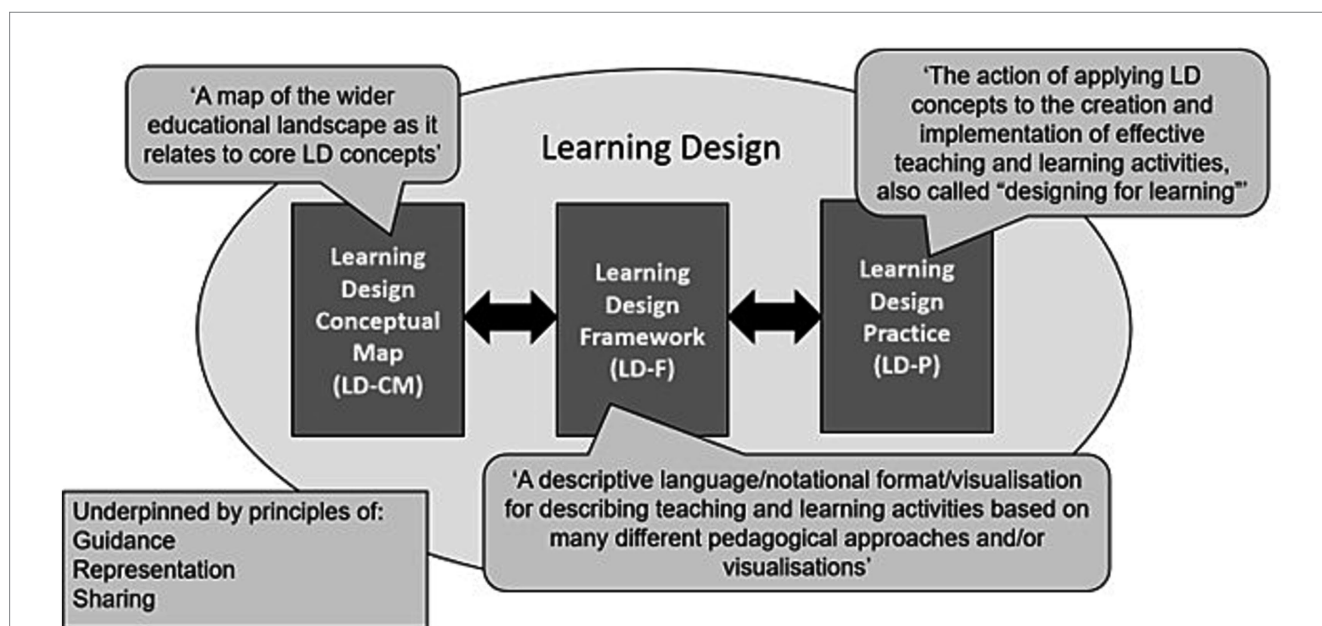 ‘A map of the wider
educational landscape as it
relates to core LD concepts’
‘The action of applying LD
concepts to the creation and
implementation of effective
teaching and learning activities,
also called “designing for learning”’
Learning Design
Learning
Design
Conceptual
Map
(LD-CM)
Learning
Design
Framework
(LD-F)
Learning
Design
Practice
(LD-P)
‘A descriptive language/notational format/visualisation
for describing teaching and learning activities based on
many different pedagogical approaches and/or
visualisations’
Underpinned by principles of:
Guidance
Representation
Sharing